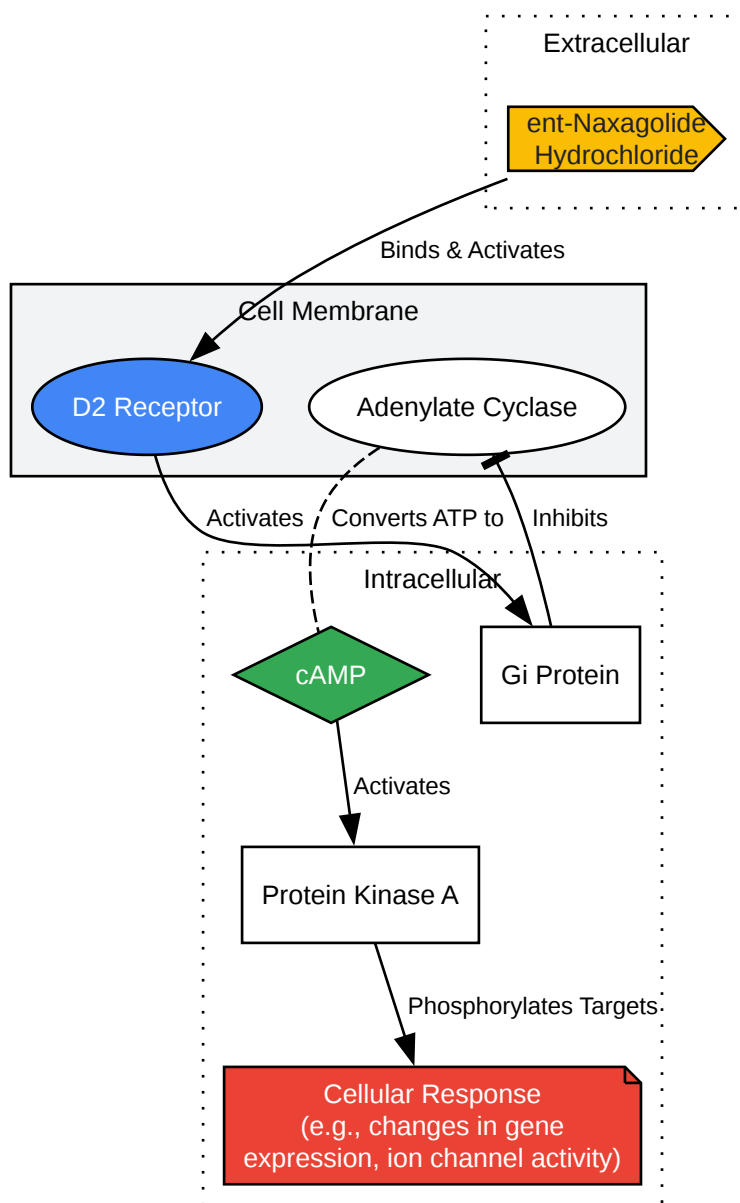 Extracellular
ent-Naxagolide
Hydrochloride
Binds & Activates
Cell Membrane
D2 Receptor
Adenylate Cyclase
Activates
Converts ATP to
Inhibits
Intracellular
cAMP
Gi Protein
Activates
Protein Kinase A
Phosphorylates Targets
Cellular Response
(e.g., changes in gene
expression, ion channel activity)